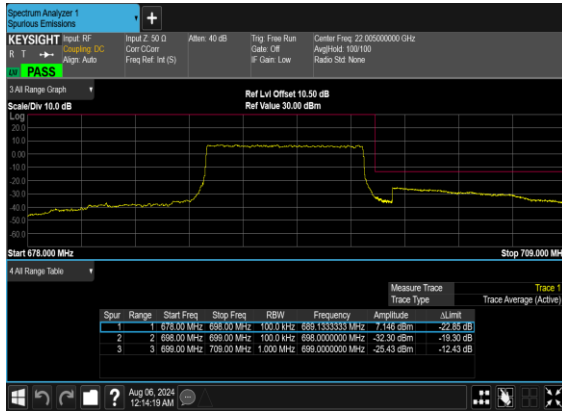 Spectrum Analyzer 1
Spurious Emissions
KEYSIGHT Input: RF Input Z: 50 Ω Atten: 40 dB Trig: Free Run Center Freq: 22.005000000 GHz
R T Coupling: DC Corr CCorr Gate: Off Avg|Hold: 100/100
Align: Auto Freq Ref: Int (S) IF Gain: Low Radio Std: None
LU PASS
3 All Range Graph
Ref Lvl Offset 10.50 dB
Scale/Div 10.0 dB Ref Value 30.00 dBm
Log
20.0
10.0
0.00
-10.0
-20.0
-30.0
-40.0
-50.0
-60.0
Start 678.000 MHz Stop 709.000 MHz
4 All Range Table
Measure Trace Trace 1
Trace Type Trace Average (Active)
Spur Range Start Freq Stop Freq RBW Frequency Amplitude ΔLimit
1 1 678.00 MHz 698.00 MHz 100.0 kHz 689.1333333 MHz 7.146 dBm -22.85 dB
2 2 698.00 MHz 699.00 MHz 100.0 kHz 698.0000000 MHz -32.30 dBm -19.30 dB
3 3 699.00 MHz 709.00 MHz 1.000 MHz 699.0000000 MHz -25.43 dBm -12.43 dB
? Aug 06, 2024
12:14:19 AM